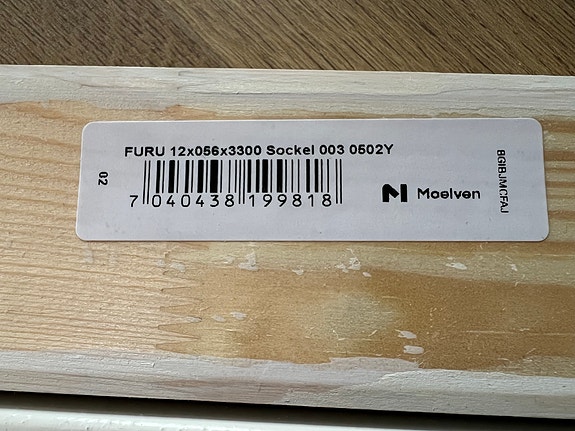 FURU 12x056x3300 Sockel 003 0502Y
02
7 040438 199818
Moelven
BGIBJMCFAJ